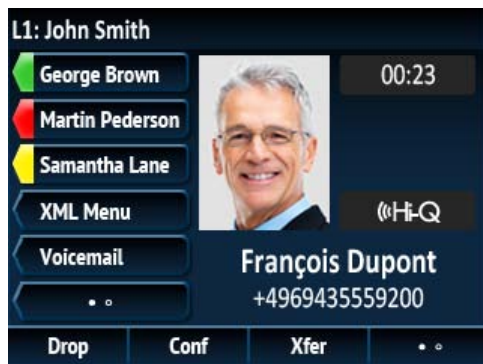 L1: John Smith
George Brown
00:23
Martin Pederson
Samantha Lane
XML Menu
Hi-Q
Voicemail
François Dupont
+4969435559200
Drop Conf Xfer